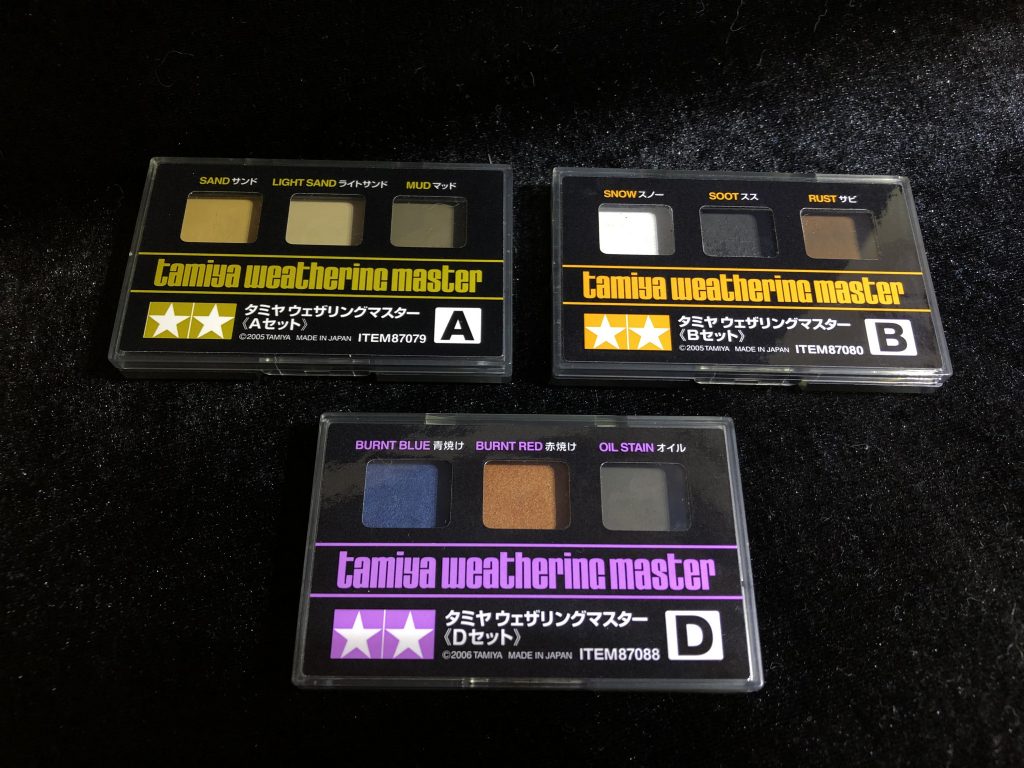 SAND サンド LIGHT SAND ライトサンド MUD マッド
tamiya weathering master
タミヤ ウェザリングマスター
《Aセット》
©2005 TAMIYA MADE IN JAPAN ITEM87079
A
SNOW スノー SOOT スス RUST サビ
tamiya weathering master
タミヤ ウェザリングマスター
《Bセット》
©2005 TAMIYA MADE IN JAPAN ITEM87080
B
BURNT BLUE 青焼け BURNT RED 赤焼け OIL STAIN オイル
tamiya weathering master
タミヤ ウェザリングマスター
《Dセット》
©2006 TAMIYA MADE IN JAPAN ITEM87088
D